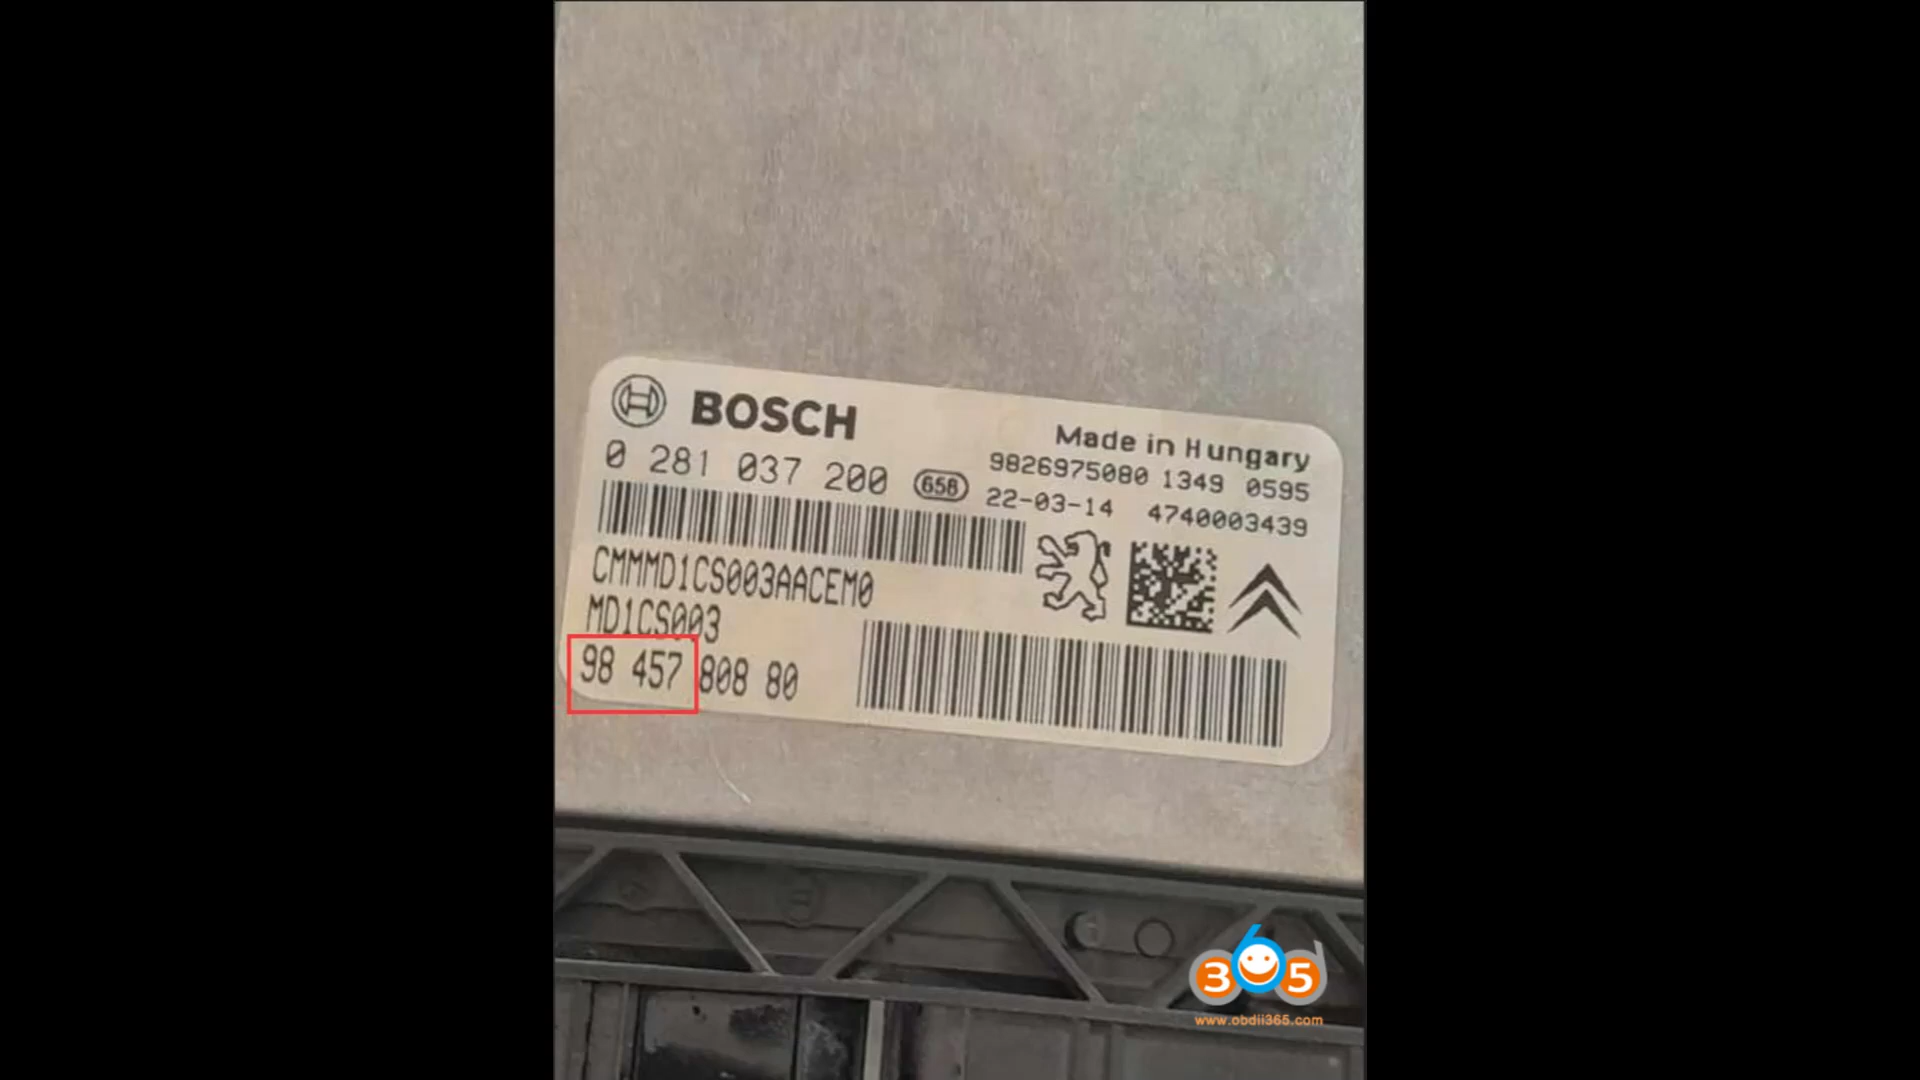 BOSCH
Made in Hungary
0 281 037 200
658
9826975080 1349 0595
22-03-14 4740003439
CMMMD1CS003AACEM0
MD1CS003
98 457 808 80
365d
www.obdii365.com